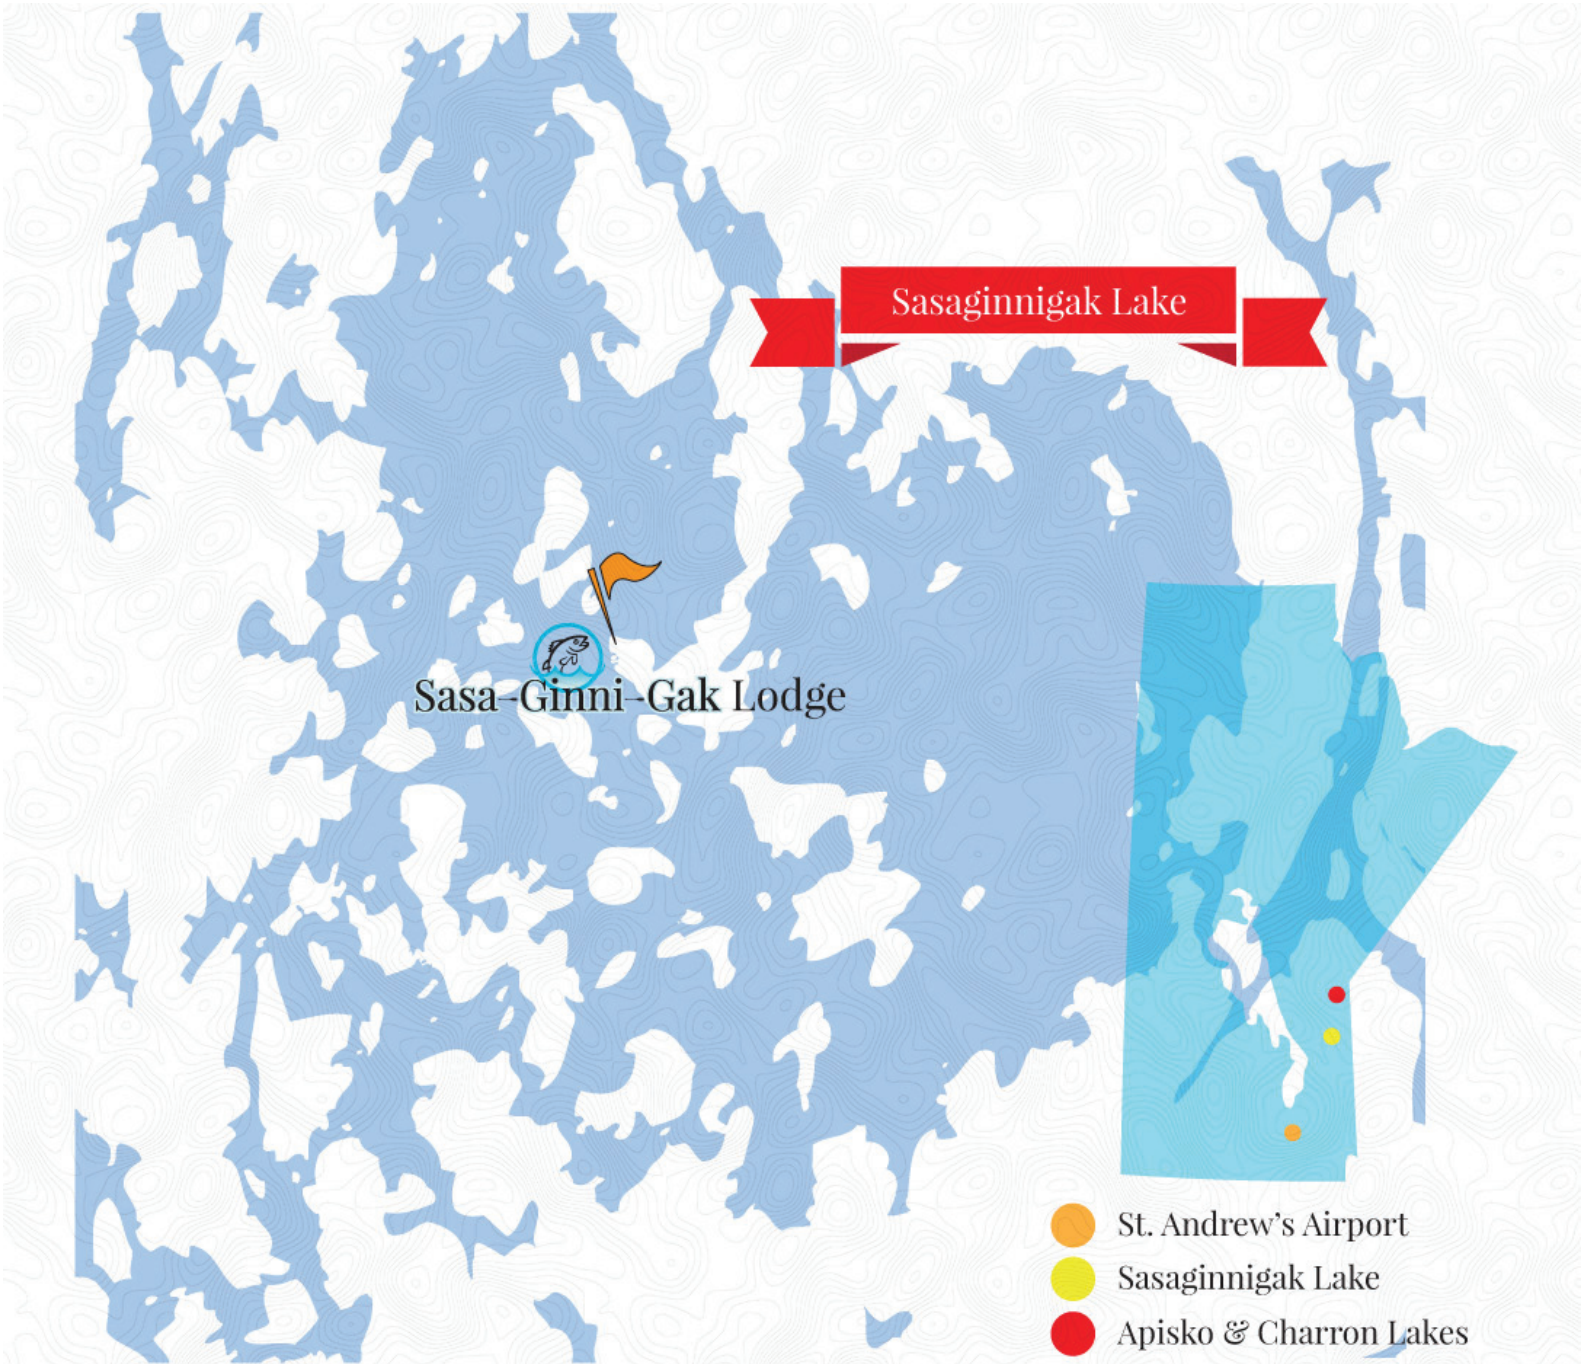 Sasaginnigak Lake
Sasa-Ginni-Gak Lodge
St. Andrew’s Airport
Sasaginnigak Lake
Apisko & Charron Lakes